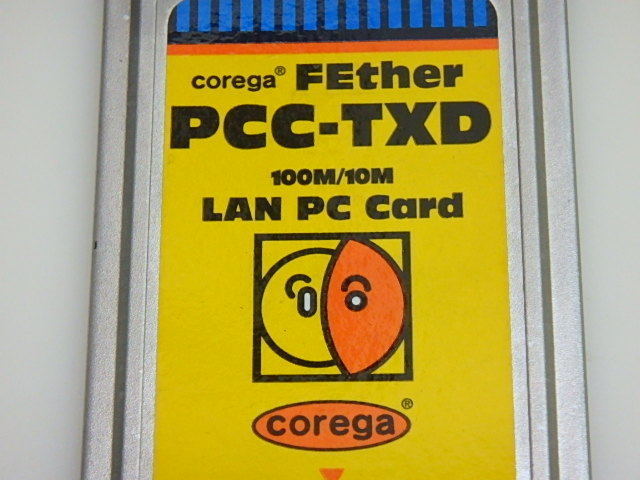 corega® FEther
PCC-TXD
100M/10M
LAN PC Card
corega®